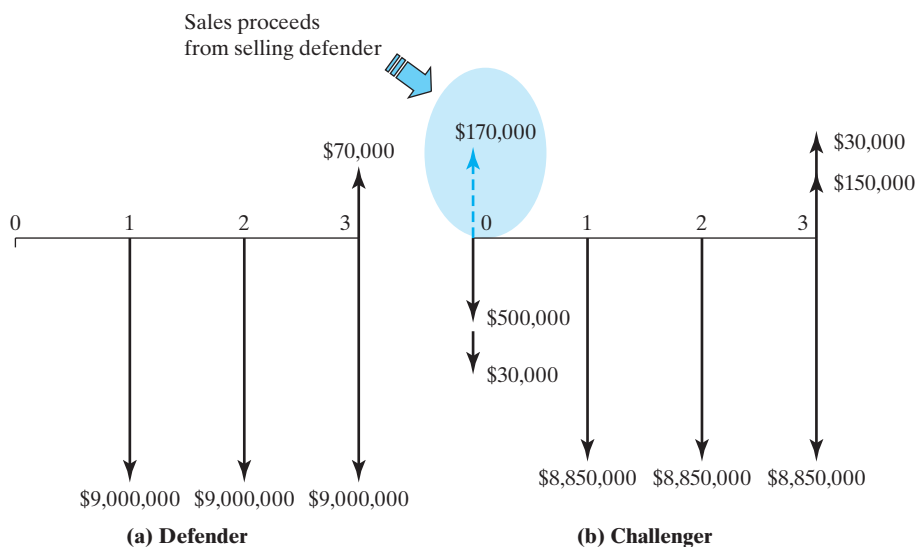 Sales proceeds
from selling defender
$170,000
$70,000
$30,000
$150,000
0 1 2 3
0 1 2 3
$500,000
$30,000
$9,000,000 $9,000,000 $9,000,000
$8,850,000 $8,850,000 $8,850,000
(a) Defender
(b) Challenger